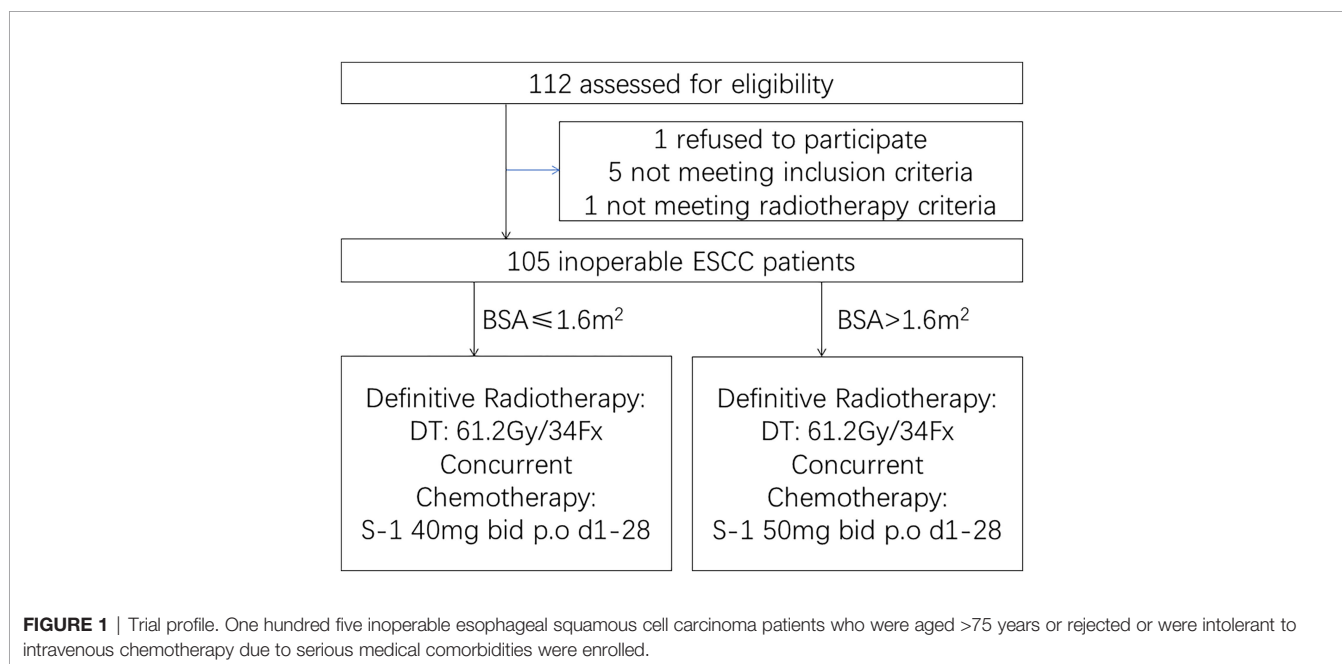 112 assessed for eligibility
1 refused to participate
5 not meeting inclusion criteria
1 not meeting radiotherapy criteria
105 inoperable ESCC patients
BSA≤1.6m²
BSA>1.6m²
Definitive Radiotherapy:
DT: 61.2Gy/34Fx
Concurrent
Chemotherapy:
S-1 40mg bid p.o d1-28
Definitive Radiotherapy:
DT: 61.2Gy/34Fx
Concurrent
Chemotherapy:
S-1 50mg bid p.o d1-28
FIGURE 1 | Trial profile. One hundred five inoperable esophageal squamous cell carcinoma patients who were aged >75 years or rejected or were intolerant to
intravenous chemotherapy due to serious medical comorbidities were enrolled.